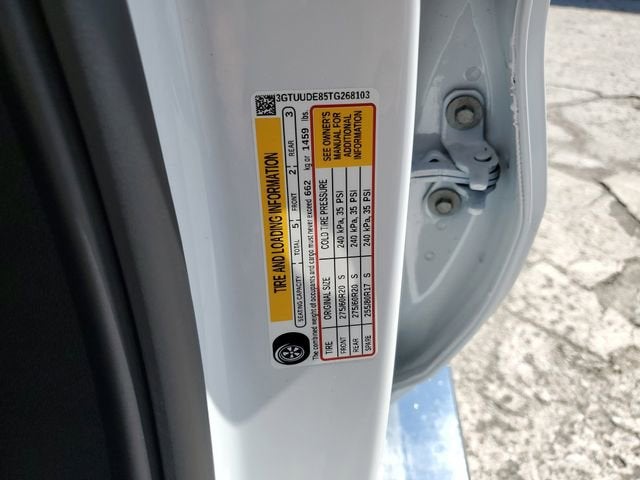 3GTUUDE85TG268103
TIRE AND LOADING INFORMATION
SEATING CAPACITY TOTAL 5 FRONT 2 REAR 3
The combined weight of occupants and cargo must never exceed 662 kg or 1459 lbs.
TIRE ORIGINAL SIZE COLD TIRE PRESSURE
FRONT 275/60R20 S 240 kPa, 35 PSI
REAR 275/60R20 S 240 kPa, 35 PSI
SPARE 255/80R17 S 240 kPa, 35 PSI
SEE OWNER'S
MANUAL FOR
ADDITIONAL
INFORMATION